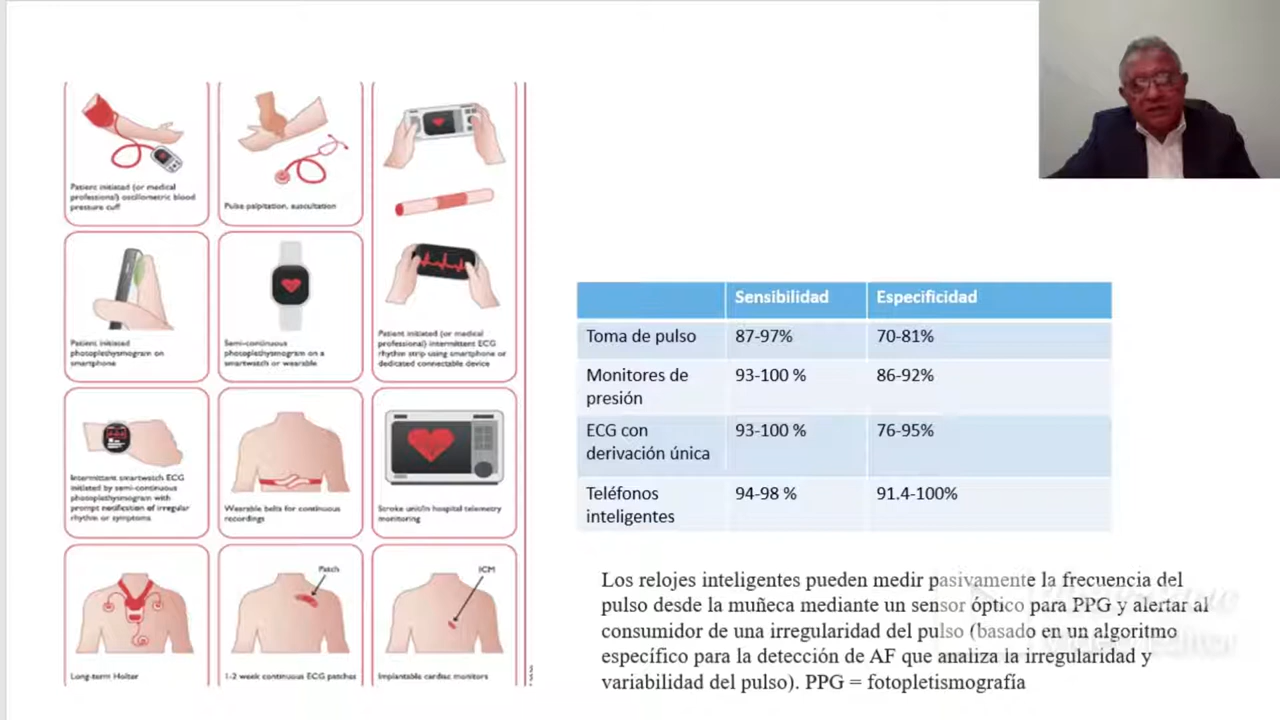 Patient initiated (or medical
professional) oscillometric blood
pressure cuff
Pulse palpitation, auscultation
Patient initiated
photoplethysmogram on
smartphone
Semi-continuous
photoplethysmogram on a
smartwatch or wearable
Patient initiated (or medical
professional) intermittent ECG
rhythm strip using smartphone or
dedicated connectable device
Intermittent smartwatch ECG
initiated by semi-continuous
photoplethysmogram with
prompt notification of irregular
rhythm or symptoms
Wearable belts for continuous
recordings
Stroke unit/in hospital telemetry
monitoring
Long-term Holter
Patch
1-2 week continuous ECG patches
ICM
Implantable cardiac monitors
Sensibilidad Especificidad
Toma de pulso 87-97% 70-81%
Monitores de 93-100 % 86-92%
presión
ECG con 93-100 % 76-95%
derivación única
Teléfonos 94-98 % 91.4-100%
inteligentes
Los relojes inteligentes pueden medir pasivamente la frecuencia del
pulso desde la muñeca mediante un sensor óptico para PPG y alertar al
consumidor de una irregularidad del pulso (basado en un algoritmo
específico para la detección de AF que analiza la irregularidad y
variabilidad del pulso). PPG = fotopletismografía